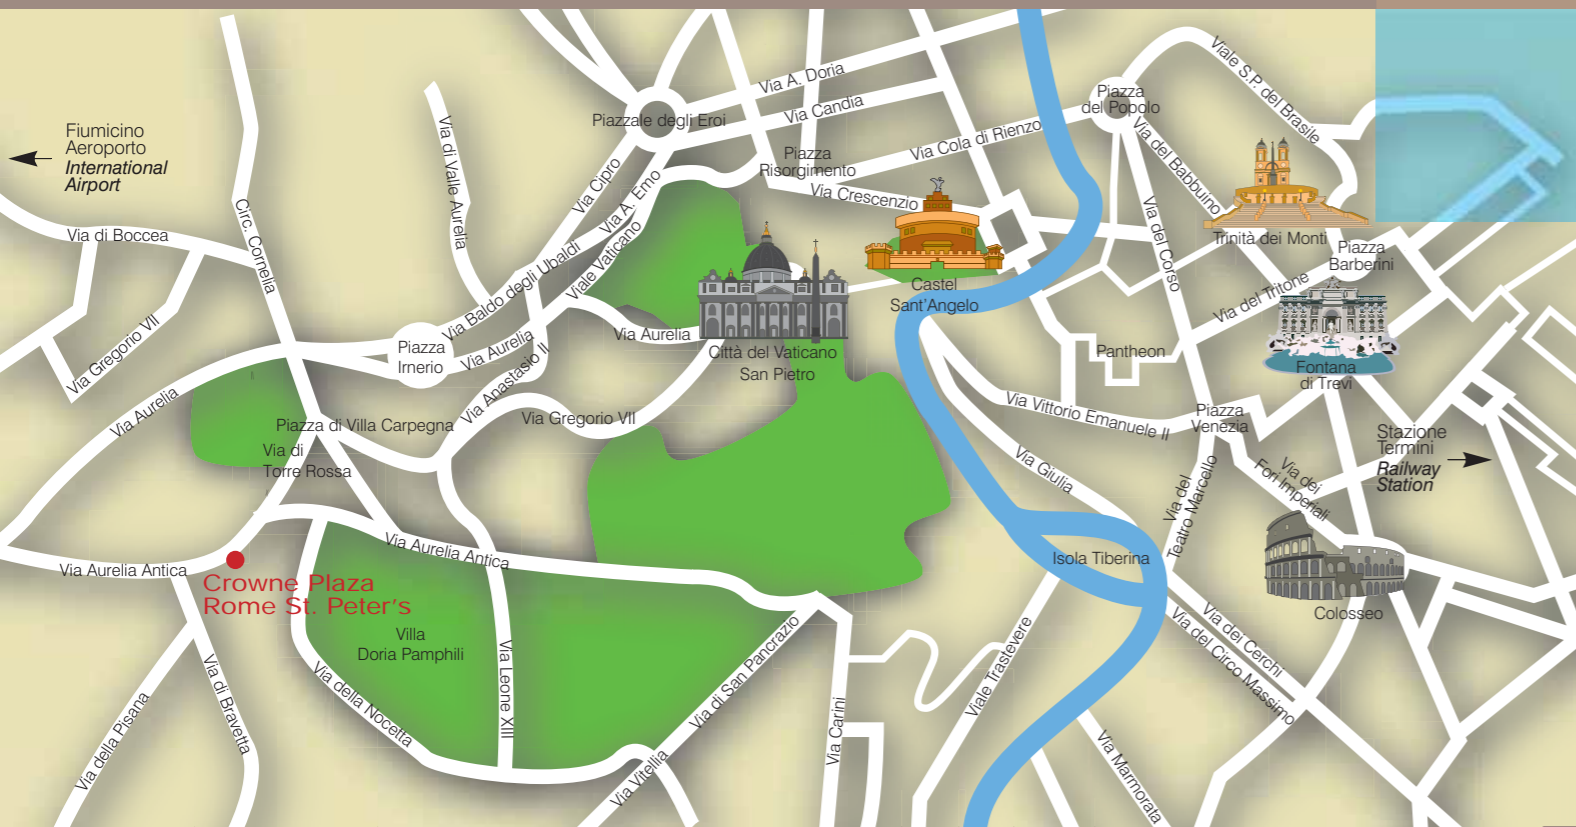 Fiumicino
Aeroporto
International
Airport
Via di Boccea
Via Gregorio VII
Circ. Cornelia
Via di Valle Aurelia
Piazzale degli Eroi
Via A. Doria
Via Candia
Via Cipro
Via A. Emo
Piazza
Risorgimento
Via Cola di Rienzo
Via Crescenzio
Piazza
del Popolo
Viale S.P. del Brasile
Via del Babbuino
Via del Corso
Trinità dei Monti
Piazza
Barberini
Via del Tritone
Fontana
di Trevi
Pantheon
Castel
Sant'Angelo
Via Baldo degli Ubaldi
Viale Vaticano
Via Aurelia
Città del Vaticano
San Pietro
Piazza
Irnerio
Via Aurelia
Via Anastasio II
Via Aurelia
Piazza di Villa Carpegna
Via Gregorio VII
Via di
Torre Rossa
Via Vittorio Emanuele II
Piazza
Venezia
Stazione
Termini
Railway
Station
Via Giulia
Via del
Teatro Marcello
Via dei
Fori Imperiali
Colosseo
Isola Tiberina
Via Aurelia Antica
Via Aurelia Antica
Crowne Plaza
Rome St. Peter's
Villa
Doria Pamphili
Via della Pisana
Via di Bravetta
Via della Nocetta
Via Leone XIII
Via di San Pancrazio
Via Vitellia
Via Carini
Viale Trastevere
Via dei Cerchi
Via del Circo Massimo
Via Marmorata